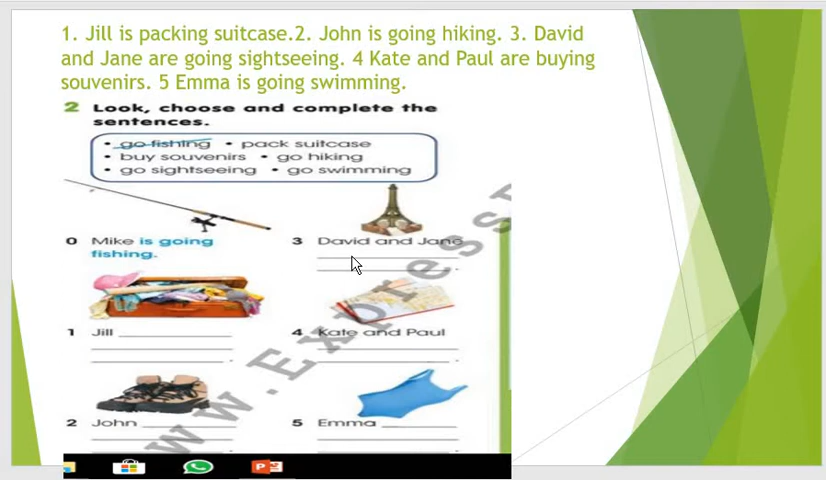 1. Jill is packing suitcase.2. John is going hiking. 3. David
and Jane are going sightseeing. 4 Kate and Paul are buying
souvenirs. 5 Emma is going swimming.
2 Look, choose and complete the
sentences.
• go fishing • pack suitcase
• buy souvenirs • go hiking
• go sightseeing • go swimming
0 Mike is going
fishing.
3 David and Jane
.
1 Jill
.
4 Kate and Paul
.
2 John
5 Emma
ww.Express